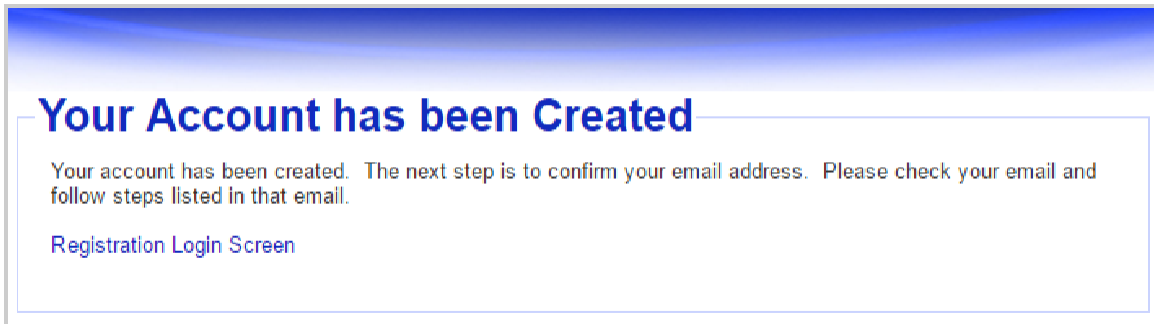 Your Account has been Created
Your account has been created.  The next step is to confirm your email address.  Please check your email and
follow steps listed in that email.
Registration Login Screen